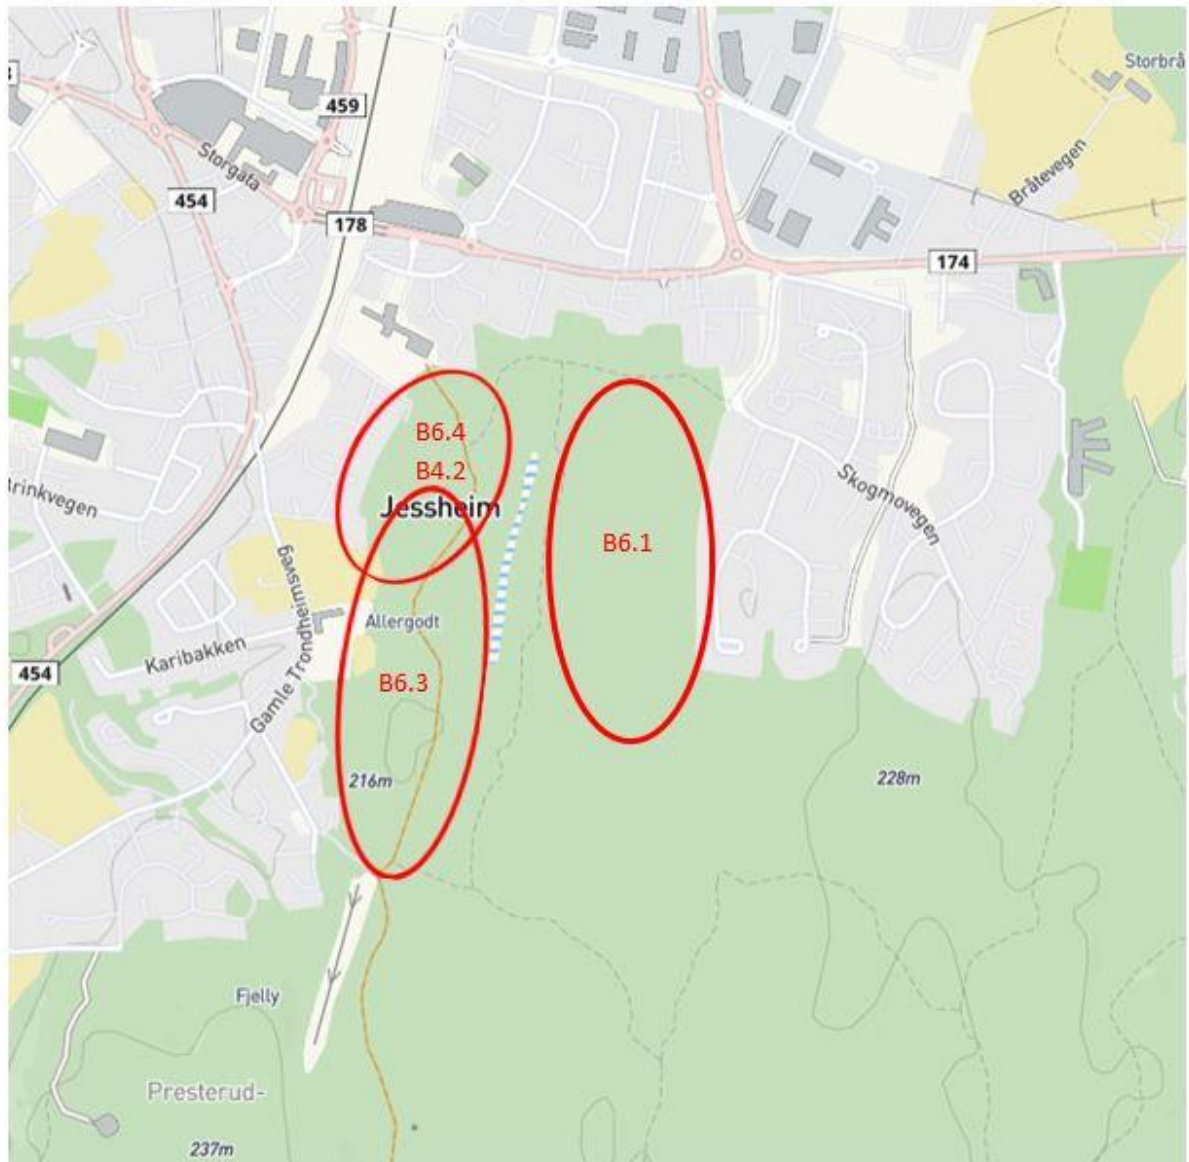 Storbrå
459
Storgata
454
178
Bråtevegen
174
B6.4
B4.2
Jessheim
Brinkvegen
Skogmovegen
B6.1
Gamle Trondheimsveg
Allergodt
Karibakken
454
B6.3
216m
228m
Fjelly
Presterud-
237m